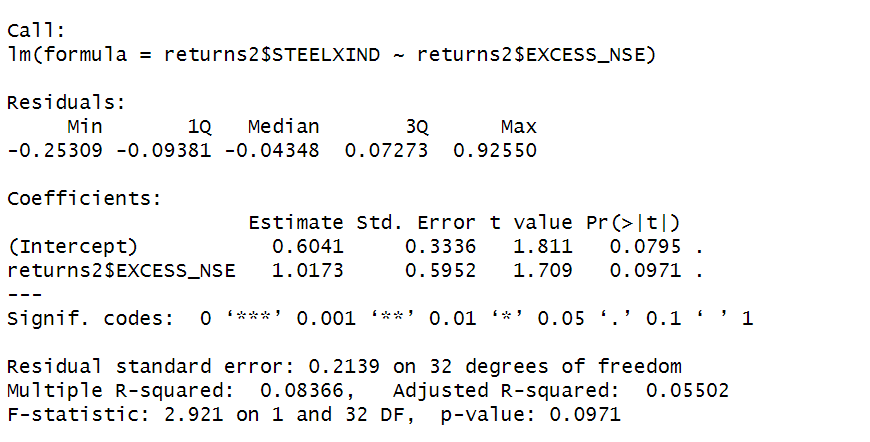 Call:
lm(formula = returns2$STEELXIND ~ returns2$EXCESS_NSE)
Residuals:
Min 1Q Median 3Q Max
-0.25309 -0.09381 -0.04348 0.07273 0.92550
Coefficients:
Estimate Std. Error t value Pr(>|t|)
(Intercept) 0.6041 0.3336 1.811 0.0795 .
returns2$EXCESS_NSE 1.0173 0.5952 1.709 0.0971 .
---
Signif. codes: 0 ‘***’ 0.001 ‘**’ 0.01 ‘*’ 0.05 ‘.’ 0.1 ‘ ’ 1
Residual standard error: 0.2139 on 32 degrees of freedom
Multiple R-squared: 0.08366, Adjusted R-squared: 0.05502
F-statistic: 2.921 on 1 and 32 DF, p-value: 0.0971